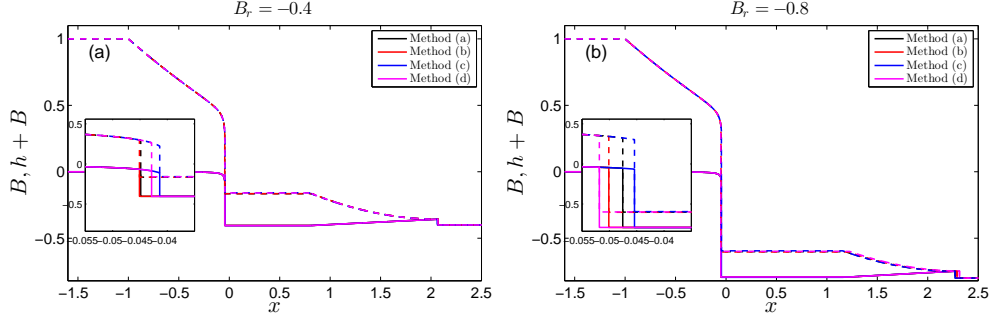 B_r = −0.4
(a)
Method (a)
Method (b)
Method (c)
Method (d)
B, h + B
1
0.5
0
−0.5
0.5
0
−0.5
−0.055−0.05−0.045−0.04
−1.5 −1 −0.5 0 0.5 1 1.5 2 2.5
x
B_r = −0.8
(b)
Method (a)
Method (b)
Method (c)
Method (d)
B, h + B
1
0.5
0
−0.5
0.5
0
−0.5
−0.055−0.05−0.045−0.04
−1.5 −1 −0.5 0 0.5 1 1.5 2 2.5
x